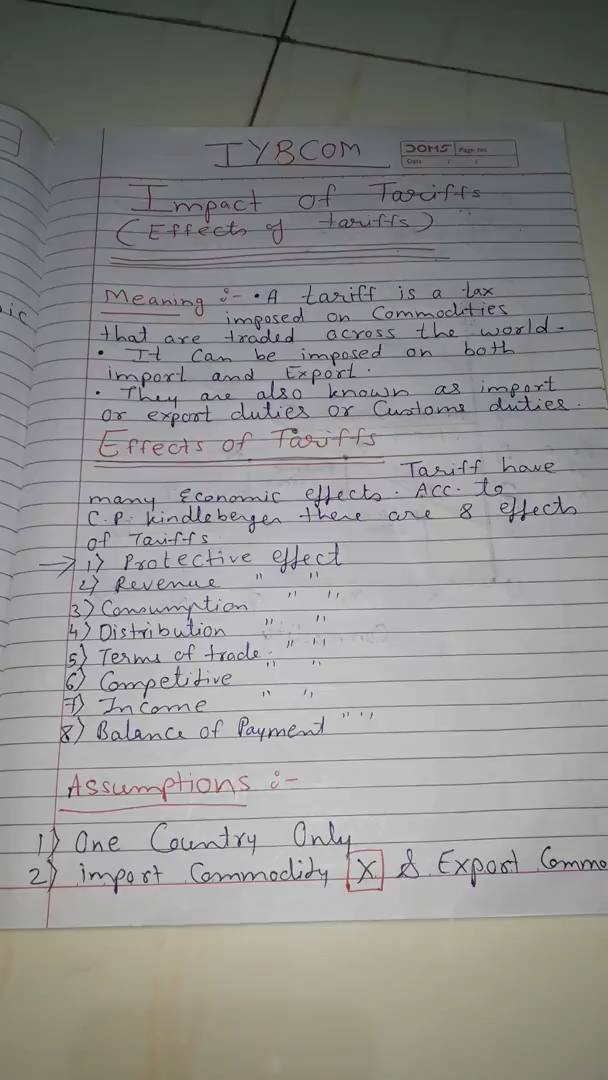 TYBCOM
DOMS Page No.
Date / /
Impact of Tariffs
(Effects of tariffs)
Meaning :- • A tariff is a tax
imposed on Commodities
that are traded across the world.
• It can be imposed on both
import and Export.
• They are also known as import
or export duties or Customs duties.
Effects of Tariffs
Tariff have
many Economic effects. Acc. to
C.P. Kindleberger there are 8 effects
of Tariffs
→ 1) Protective effect
2) Revenue " "
3) Consumption " "
4) Distribution " "
5) Terms of trade. " "
6) Competitive " "
7) Income " "
8) Balance of Payment " "
Assumptions :-
1) One Country Only
2) import Commodity X & Export Commo